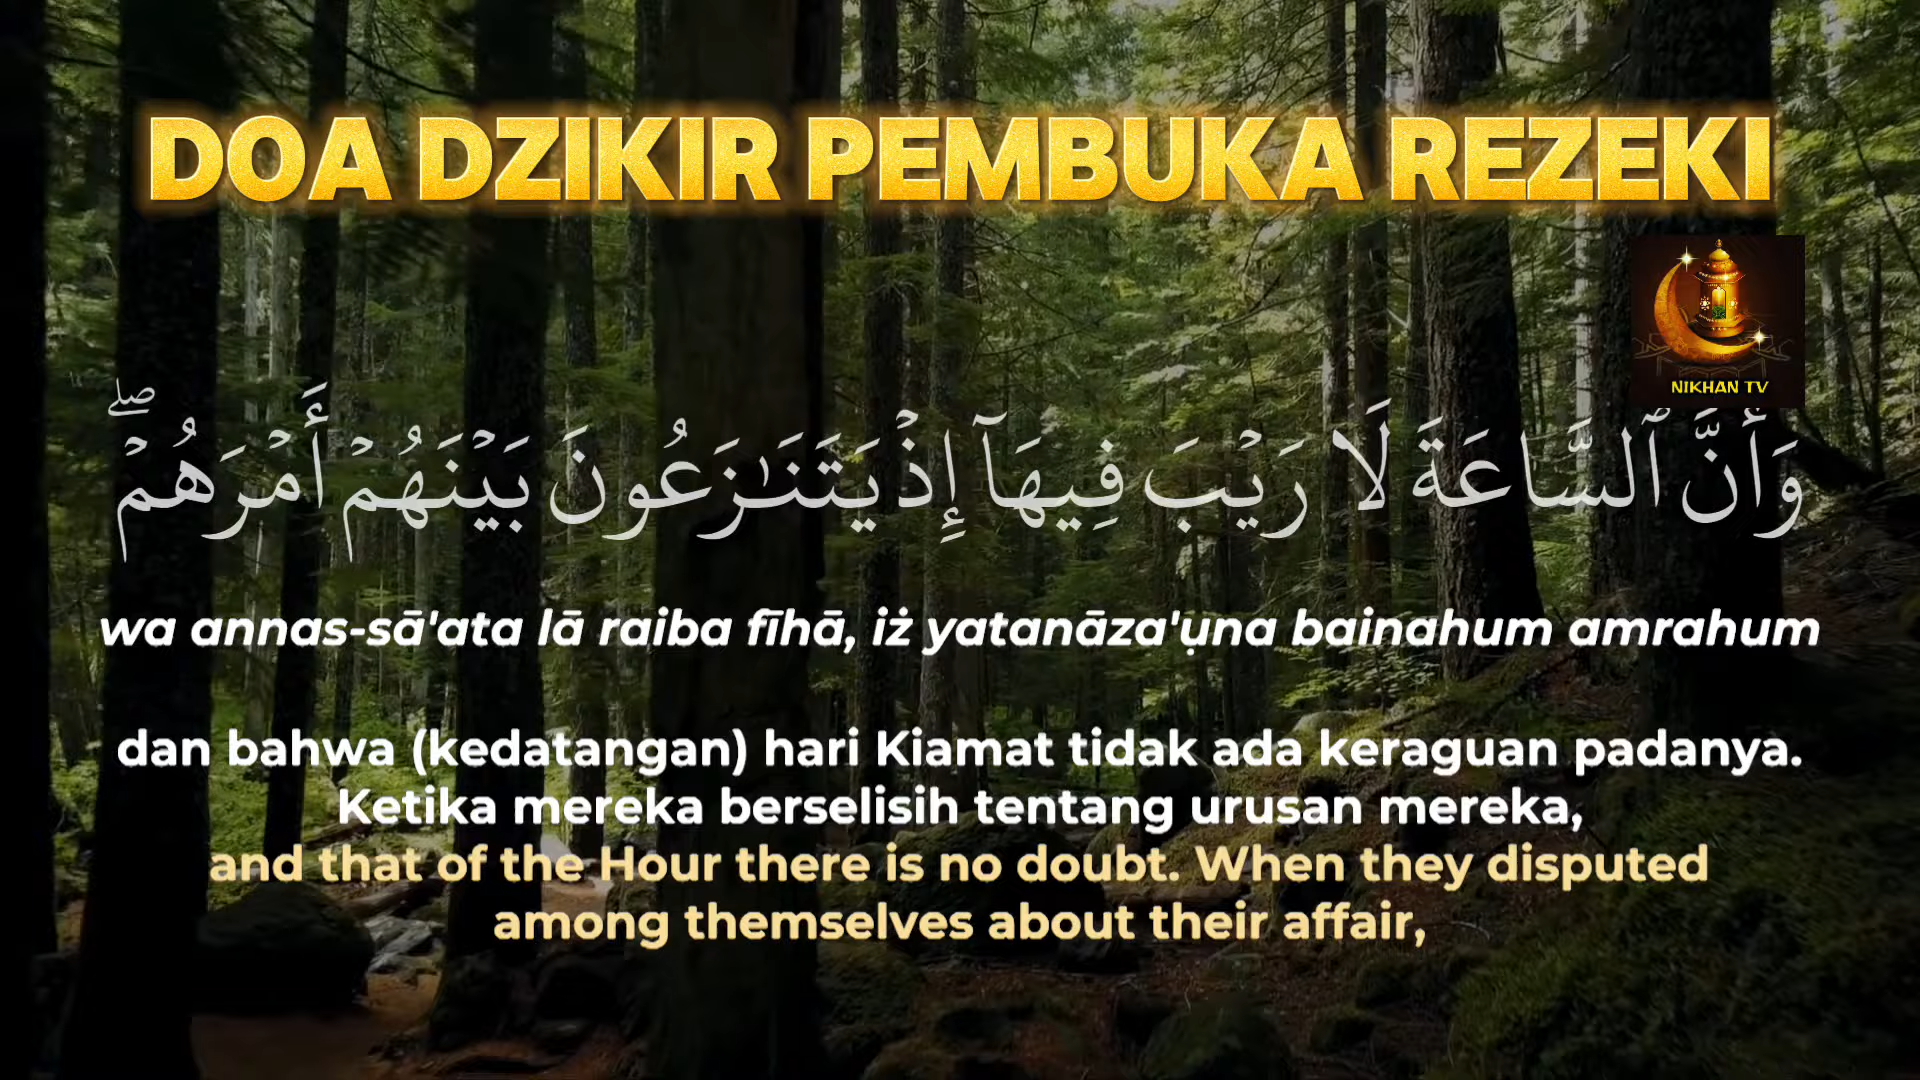 DOA DZIKIR PEMBUKA REZEKI
NIKHAN TV
وَأَنَّ ٱلسَّاعَةَ لَا رَيْبَ فِيهَآ إِذْ يَتَنَـٰزَعُونَ بَيْنَهُمْ أَمْرَهُمْ ۖ
wa annas-sā'ata lā raiba fīhā, iż yatanāza'ụna bainahum amrahum
dan bahwa (kedatangan) hari Kiamat tidak ada keraguan padanya.
Ketika mereka berselisih tentang urusan mereka,
and that of the Hour there is no doubt. When they disputed
among themselves about their affair,